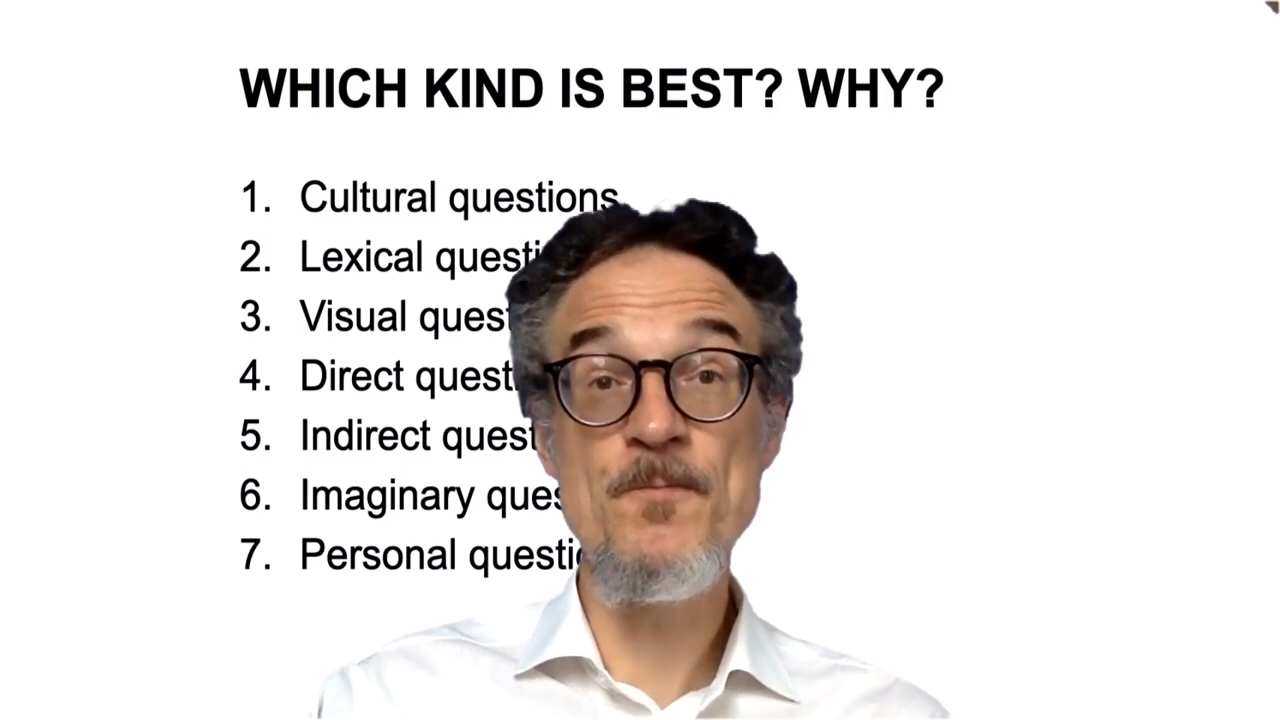 WHICH KIND IS BEST? WHY?
1. Cultural questions
2. Lexical
3. Visual
4. Direct
5. Indirect
6. Imaginary
7. Personal